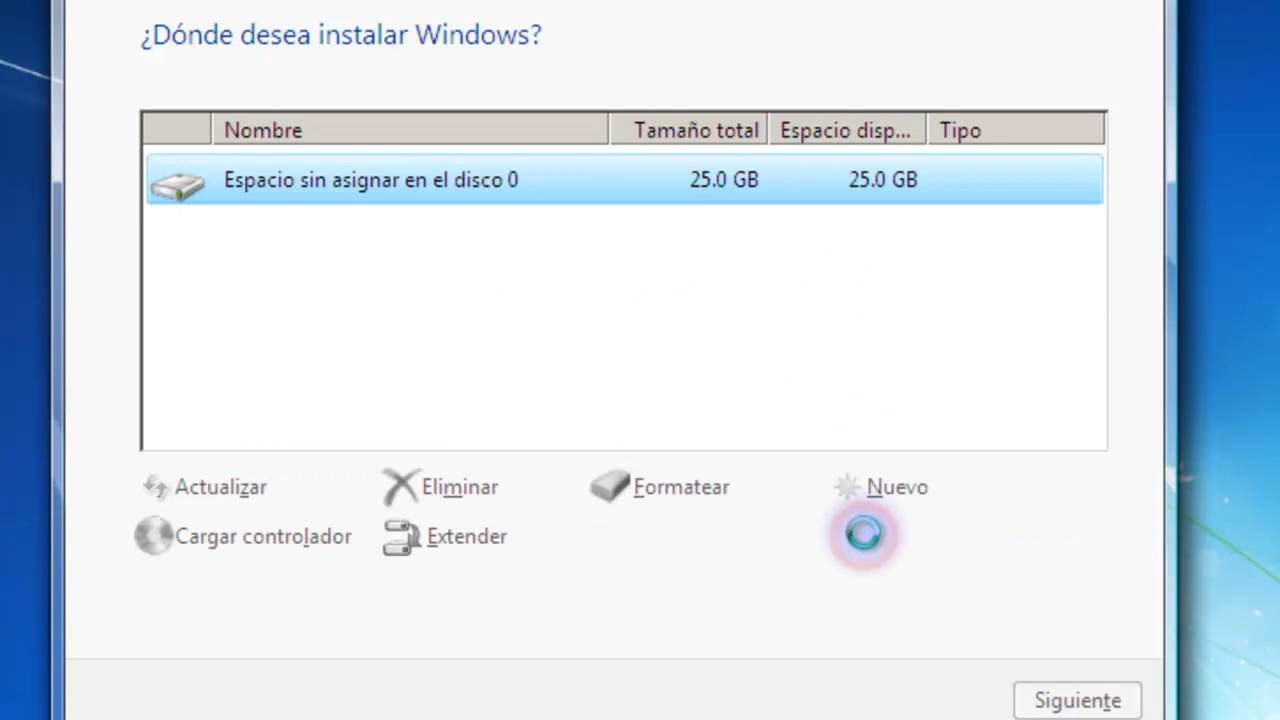 ¿Dónde desea instalar Windows?
Nombre Tamaño total Espacio disp... Tipo
Espacio sin asignar en el disco 0 25.0 GB 25.0 GB
Actualizar Eliminar Formatear Nuevo
Cargar controlador Extender
Siguiente